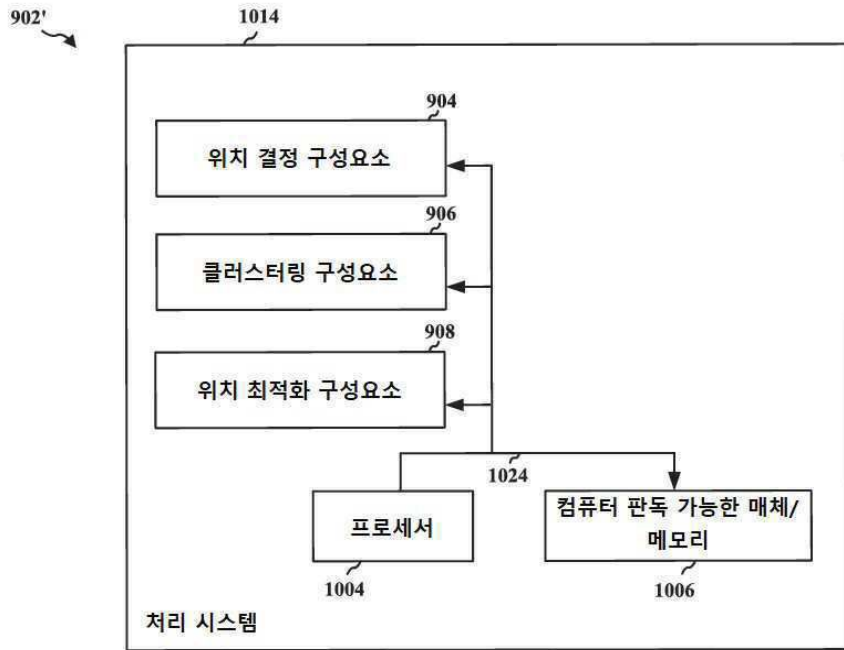 902'
1014
904
위치 결정 구성요소
906
클러스터링 구성요소
908
위치 최적화 구성요소
1024
프로세서
컴퓨터 판독 가능한 매체/
메모리
1004
1006
처리 시스템